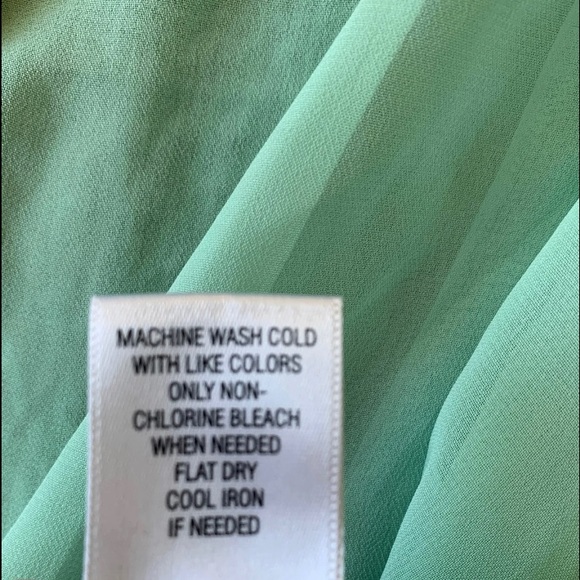 MACHINE WASH COLD
WITH LIKE COLORS
ONLY NON-
CHLORINE BLEACH
WHEN NEEDED
FLAT DRY
COOL IRON
IF NEEDED